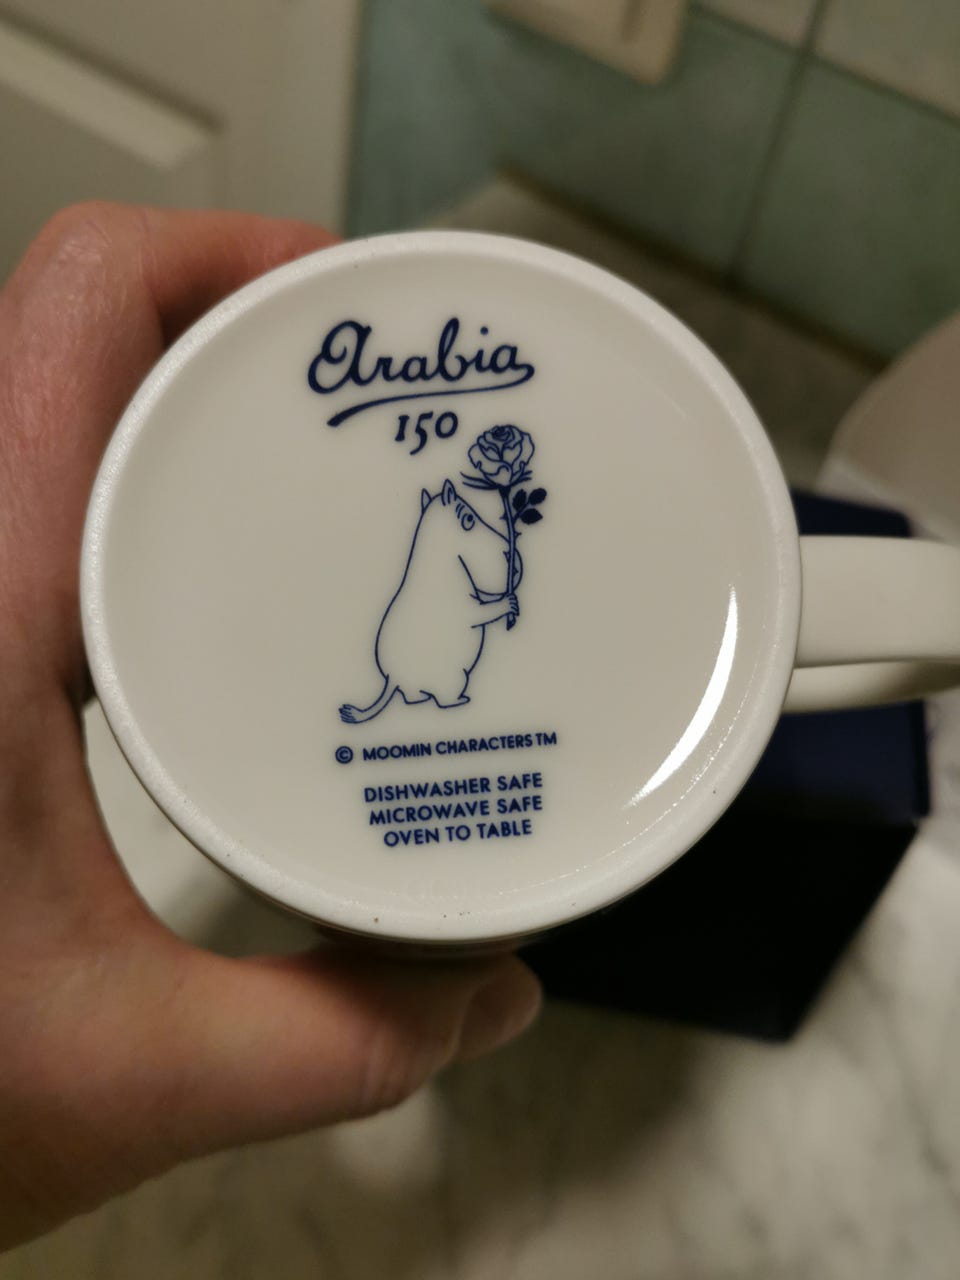 Arabia
150
© MOOMIN CHARACTERS TM
DISHWASHER SAFE
MICROWAVE SAFE
OVEN TO TABLE